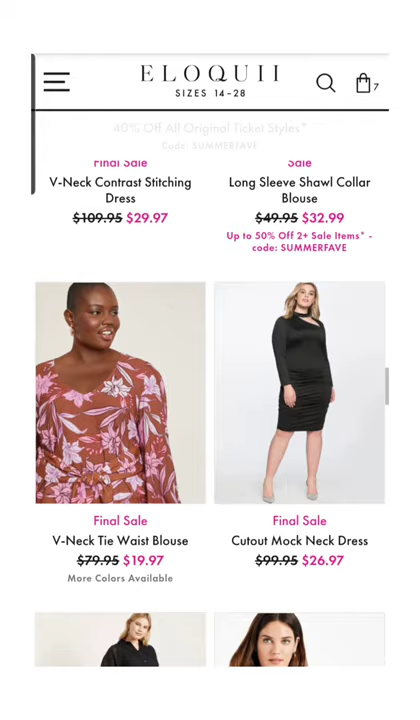 ELOQUII
SIZES 14–28
7
40% Off All Original Ticket Styles*
Code: SUMMERFAVE
Final Sale
V-Neck Contrast Stitching
Dress
$109.95 $29.97
Sale
Long Sleeve Shawl Collar
Blouse
$49.95 $32.99
Up to 50% Off 2+ Sale Items* -
code: SUMMERFAVE
Final Sale
V-Neck Tie Waist Blouse
$79.95 $19.97
More Colors Available
Final Sale
Cutout Mock Neck Dress
$99.95 $26.97